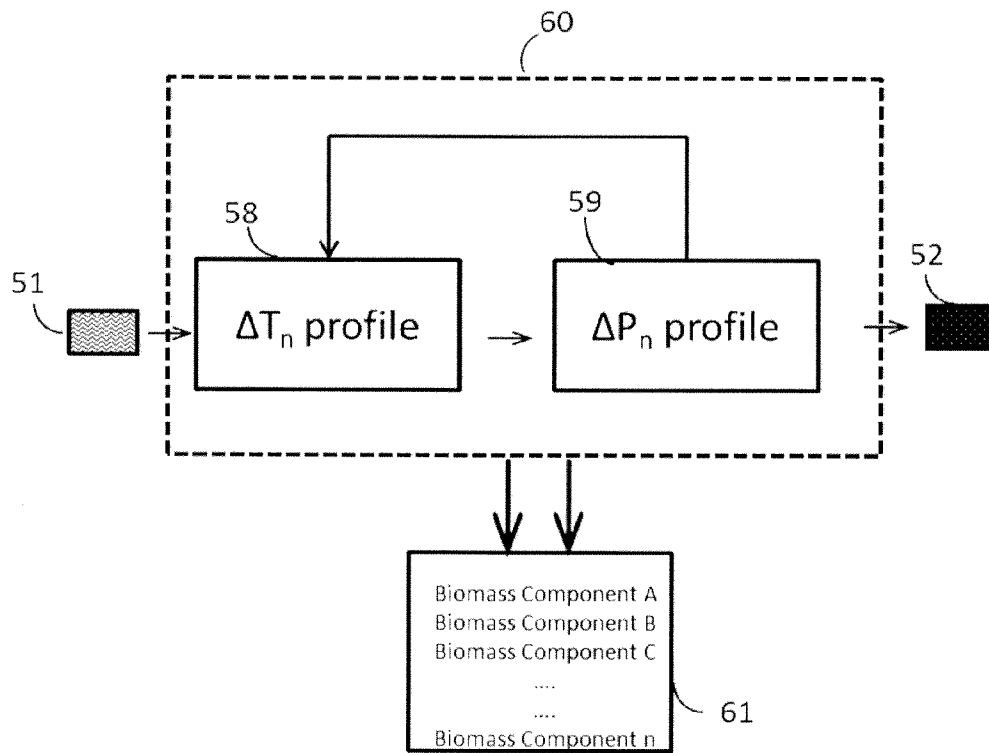 60
58
59
51
52
ΔTn profile
ΔPn profile
Biomass Component A
Biomass Component B
Biomass Component C
....
....
Biomass Component n
61